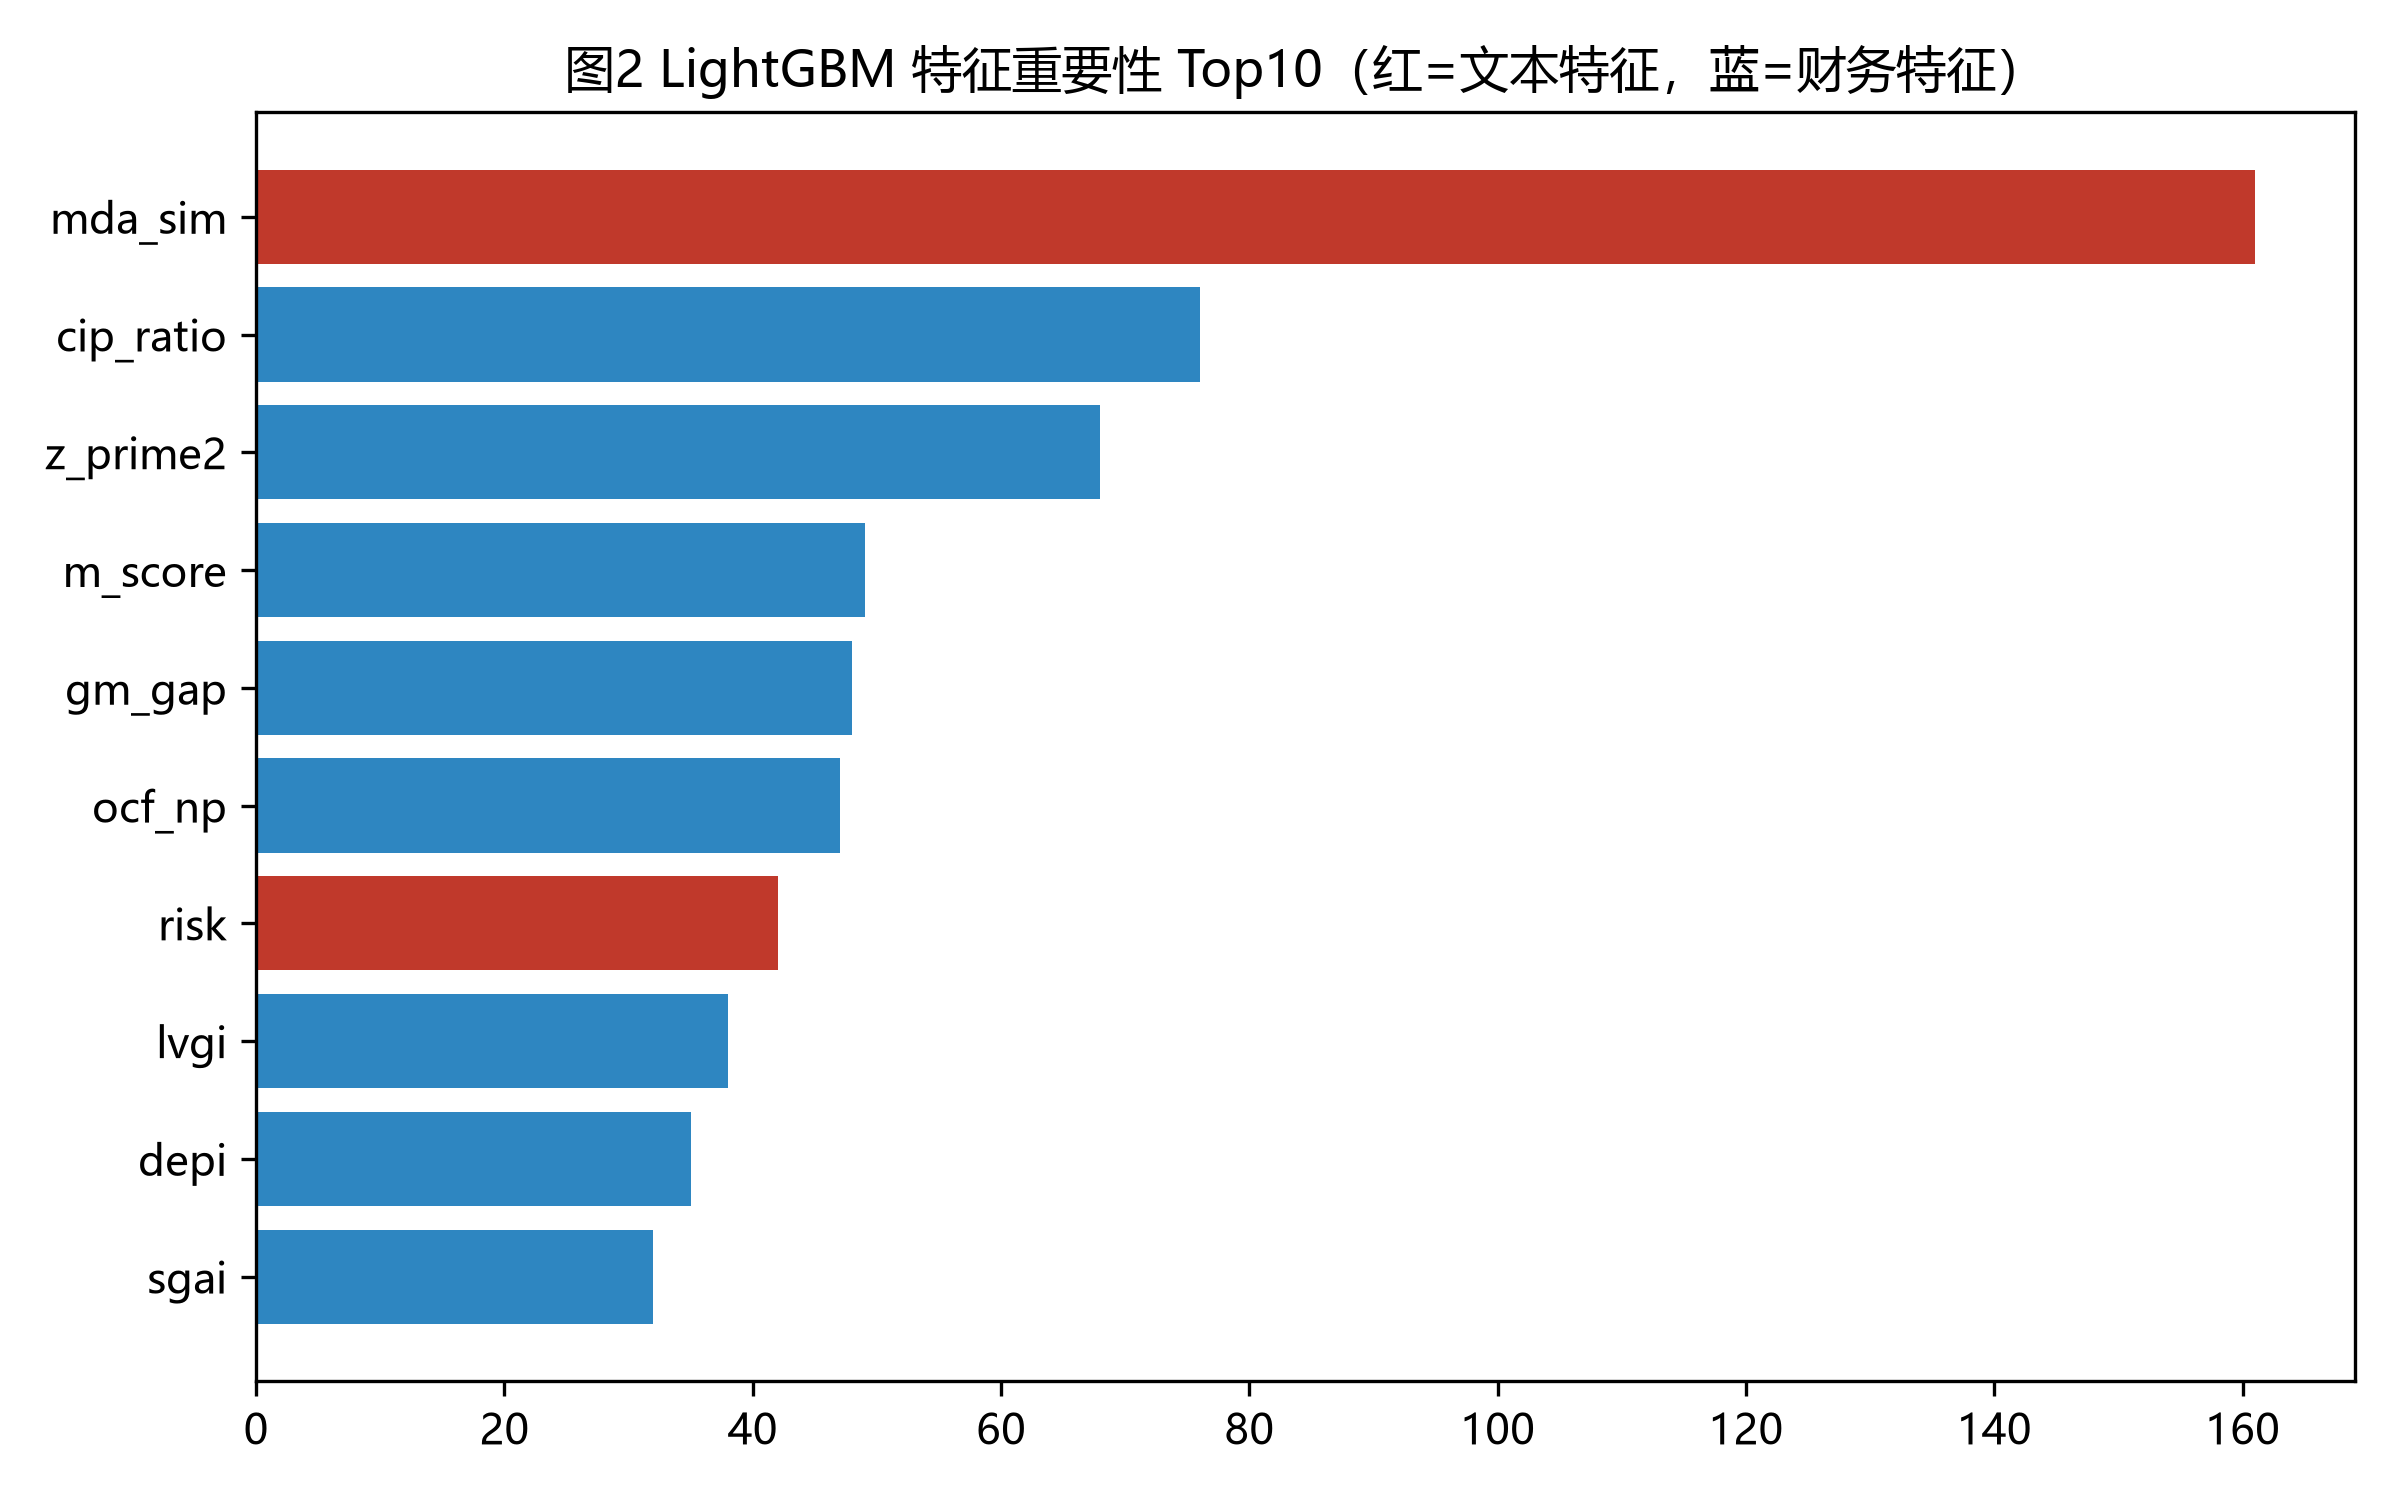 图2 LightGBM 特征重要性 Top10（红=文本特征，蓝=财务特征）
mda_sim
cip_ratio
z_prime2
m_score
gm_gap
ocf_np
risk
lvgi
depi
sgai
0 20 40 60 80 100 120 140 160